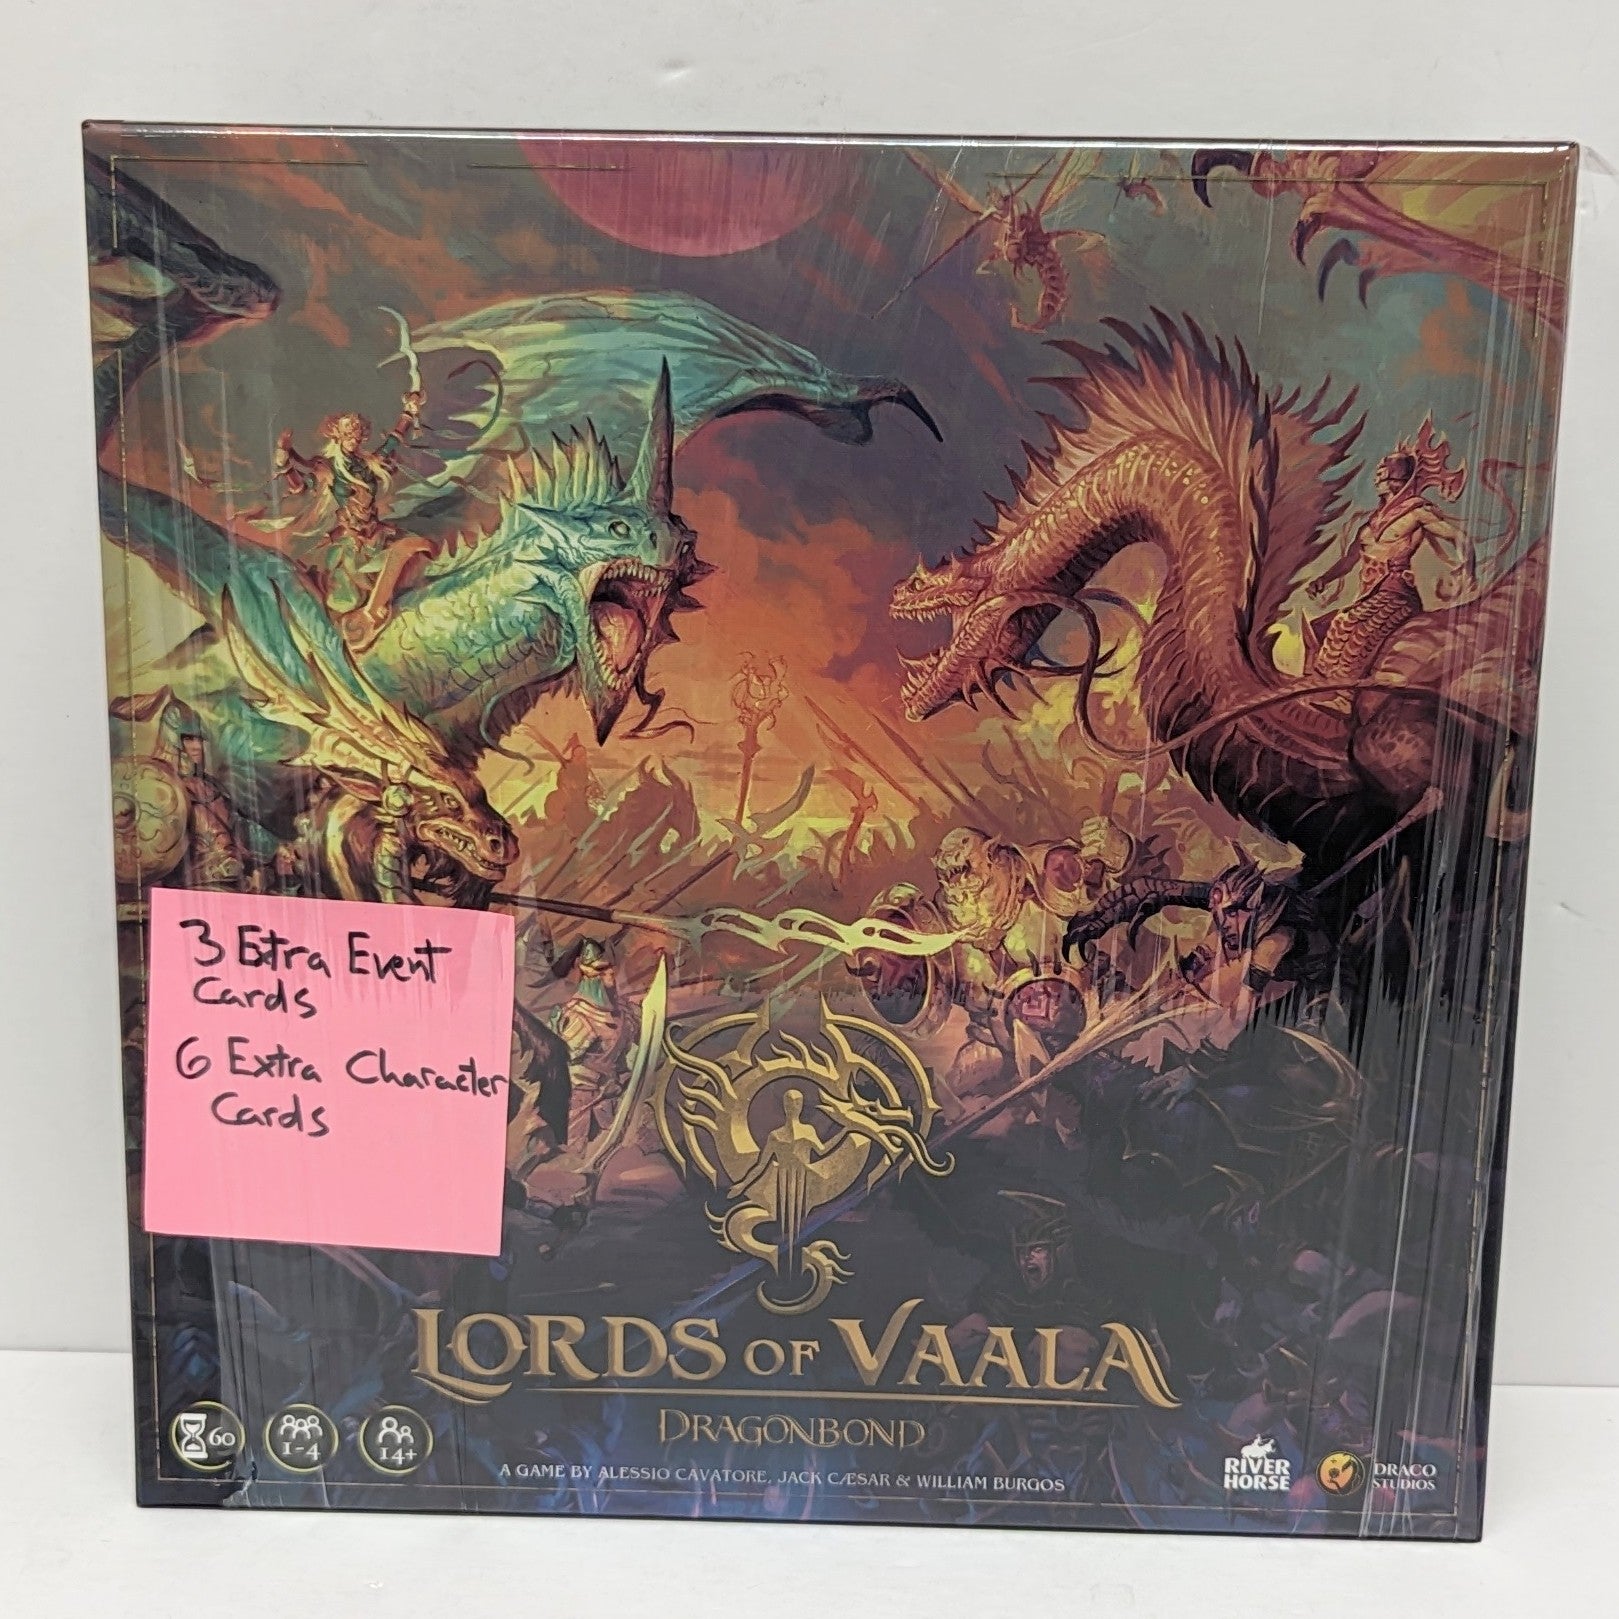 3 Extra Event
Cards
6 Extra Character
Cards
LORDS OF VAALA
DRAGONBOND
60
1-4
14+
A GAME BY ALESSIO CAVATORE, JACK CÆSAR & WILLIAM BURGOS
RIVER
HORSE
DRACO
STUDIOS